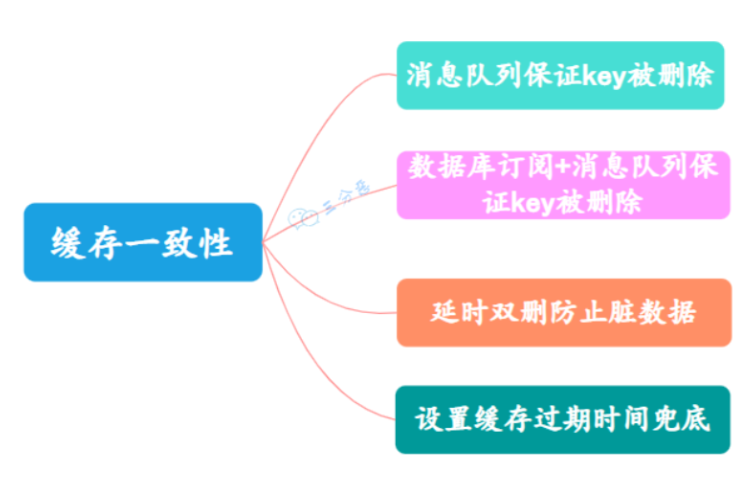 消息队列保证key被删除
数据库订阅+消息队列保
证key被删除
三分恶
缓存一致性
延时双删防止脏数据
设置缓存过期时间兜底